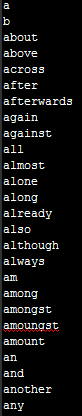 a
b
about
above
across
after
afterwards
again
against
all
almost
alone
along
already
also
although
always
am
among
amongst
amoungst
amount
an
and
another
any